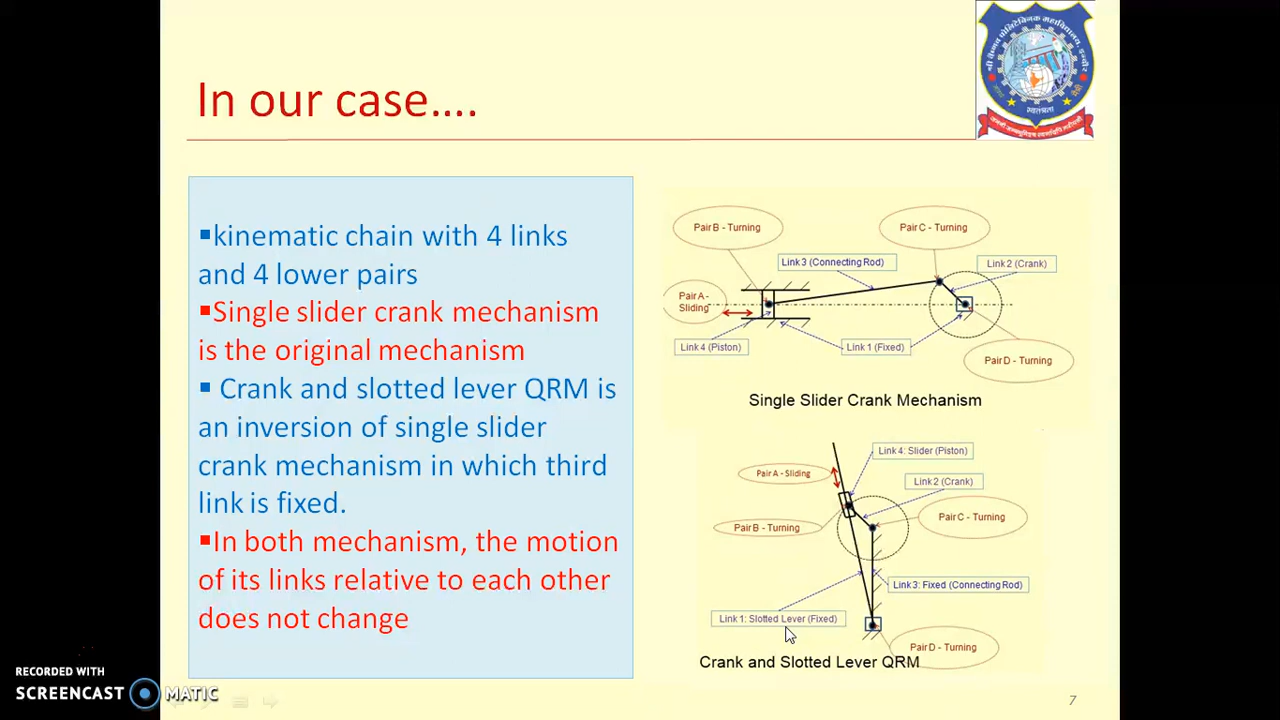 In our case....
श्री वैष्णव पोलिटेक्निक महाविद्यालय, इन्दौर
स्वतंत्रता
▪kinematic chain with 4 links
and 4 lower pairs
▪Single slider crank mechanism
is the original mechanism
▪ Crank and slotted lever QRM is
an inversion of single slider
crank mechanism in which third
link is fixed.
▪In both mechanism, the motion
of its links relative to each other
does not change
Pair B - Turning
Pair C - Turning
Link 3 (Connecting Rod)
Link 2 (Crank)
Pair A -
Sliding
Link 4 (Piston)
Link 1 (Fixed)
Pair D - Turning
Single Slider Crank Mechanism
Link 4: Slider (Piston)
Pair A - Sliding
Link 2 (Crank)
Pair B - Turning
Pair C - Turning
Link 3: Fixed (Connecting Rod)
Link 1: Slotted Lever (Fixed)
Pair D - Turning
Crank and Slotted Lever QRM
RECORDED WITH
SCREENCAST MATIC
7